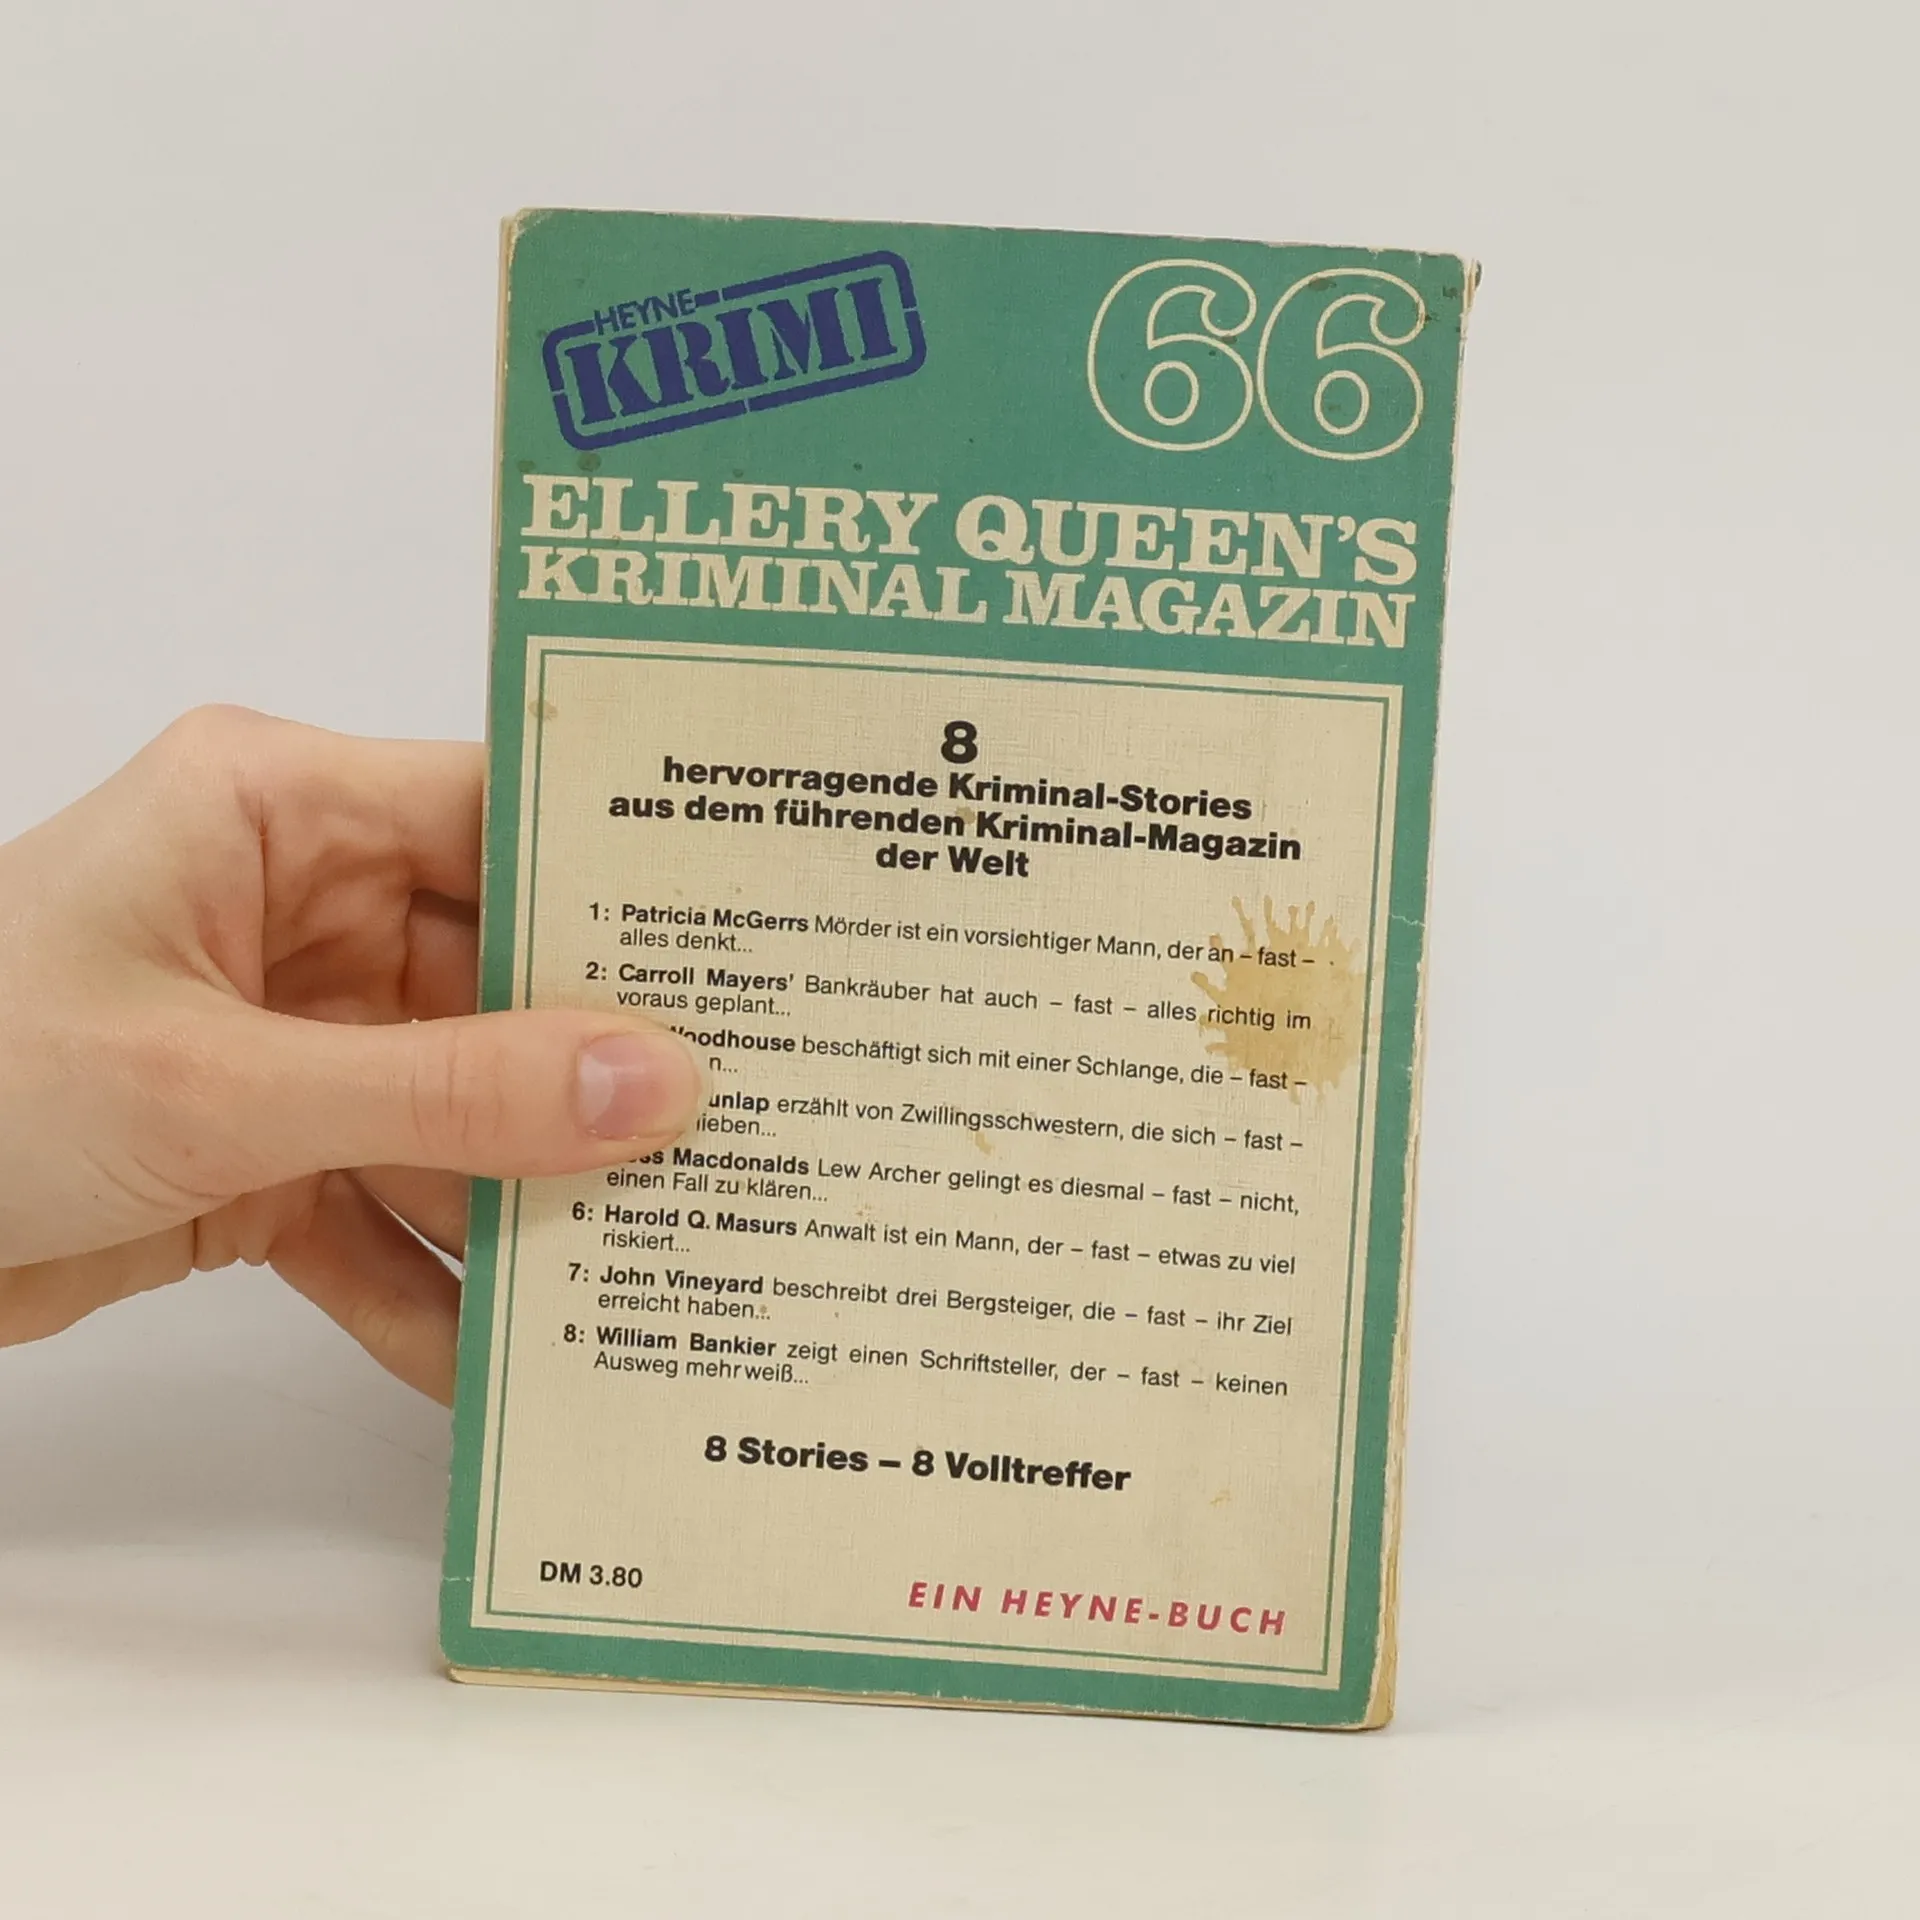 HEYNE
KRIMI
66
ELLERY QUEEN'S
KRIMINAL MAGAZIN
8
hervorragende Kriminal-Stories
aus dem führenden Kriminal-Magazin
der Welt
1: Patricia McGerrs Mörder ist ein vorsichtiger Mann, der an – fast –
alles denkt...
2: Carroll Mayers' Bankräuber hat auch – fast – alles richtig im
voraus geplant...
beschäftigt sich mit einer Schlange, die – fast –
erzählt von Zwillingsschwestern, die sich – fast –
Macdonalds Lew Archer gelingt es diesmal – fast – nicht,
einen Fall zu klären...
6: Harold Q. Masurs Anwalt ist ein Mann, der – fast – etwas zu viel
riskiert...
7: John Vineyard beschreibt drei Bergsteiger, die – fast – ihr Ziel
erreicht haben...
8: William Bankier zeigt einen Schriftsteller, der – fast – keinen
Ausweg mehr weiß...
8 Stories – 8 Volltreffer
DM 3.80
EIN HEYNE-BUCH